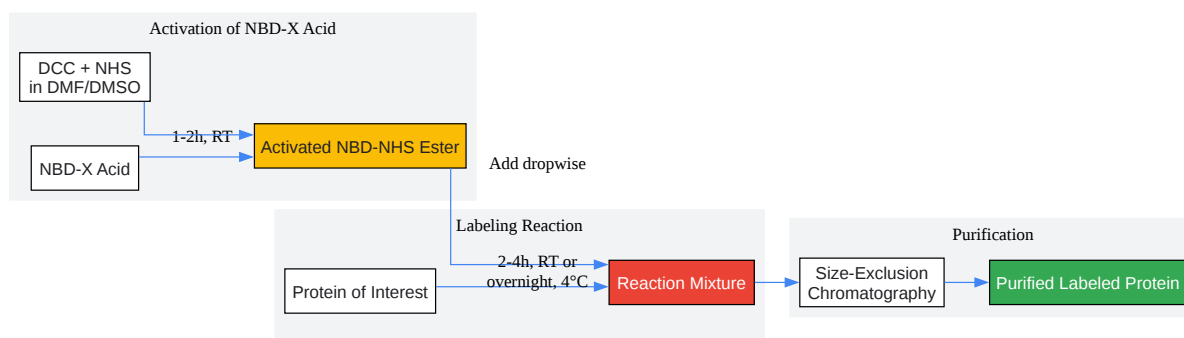 Activation of NBD-X Acid
DCC + NHS
in DMF/DMSO
1-2h, RT
Activated NBD-NHS Ester
NBD-X Acid
Add dropwise
Labeling Reaction
2-4h, RT or
overnight, 4°C
Protein of Interest
Reaction Mixture
Purification
Size-Exclusion
Chromatography
Purified Labeled Protein